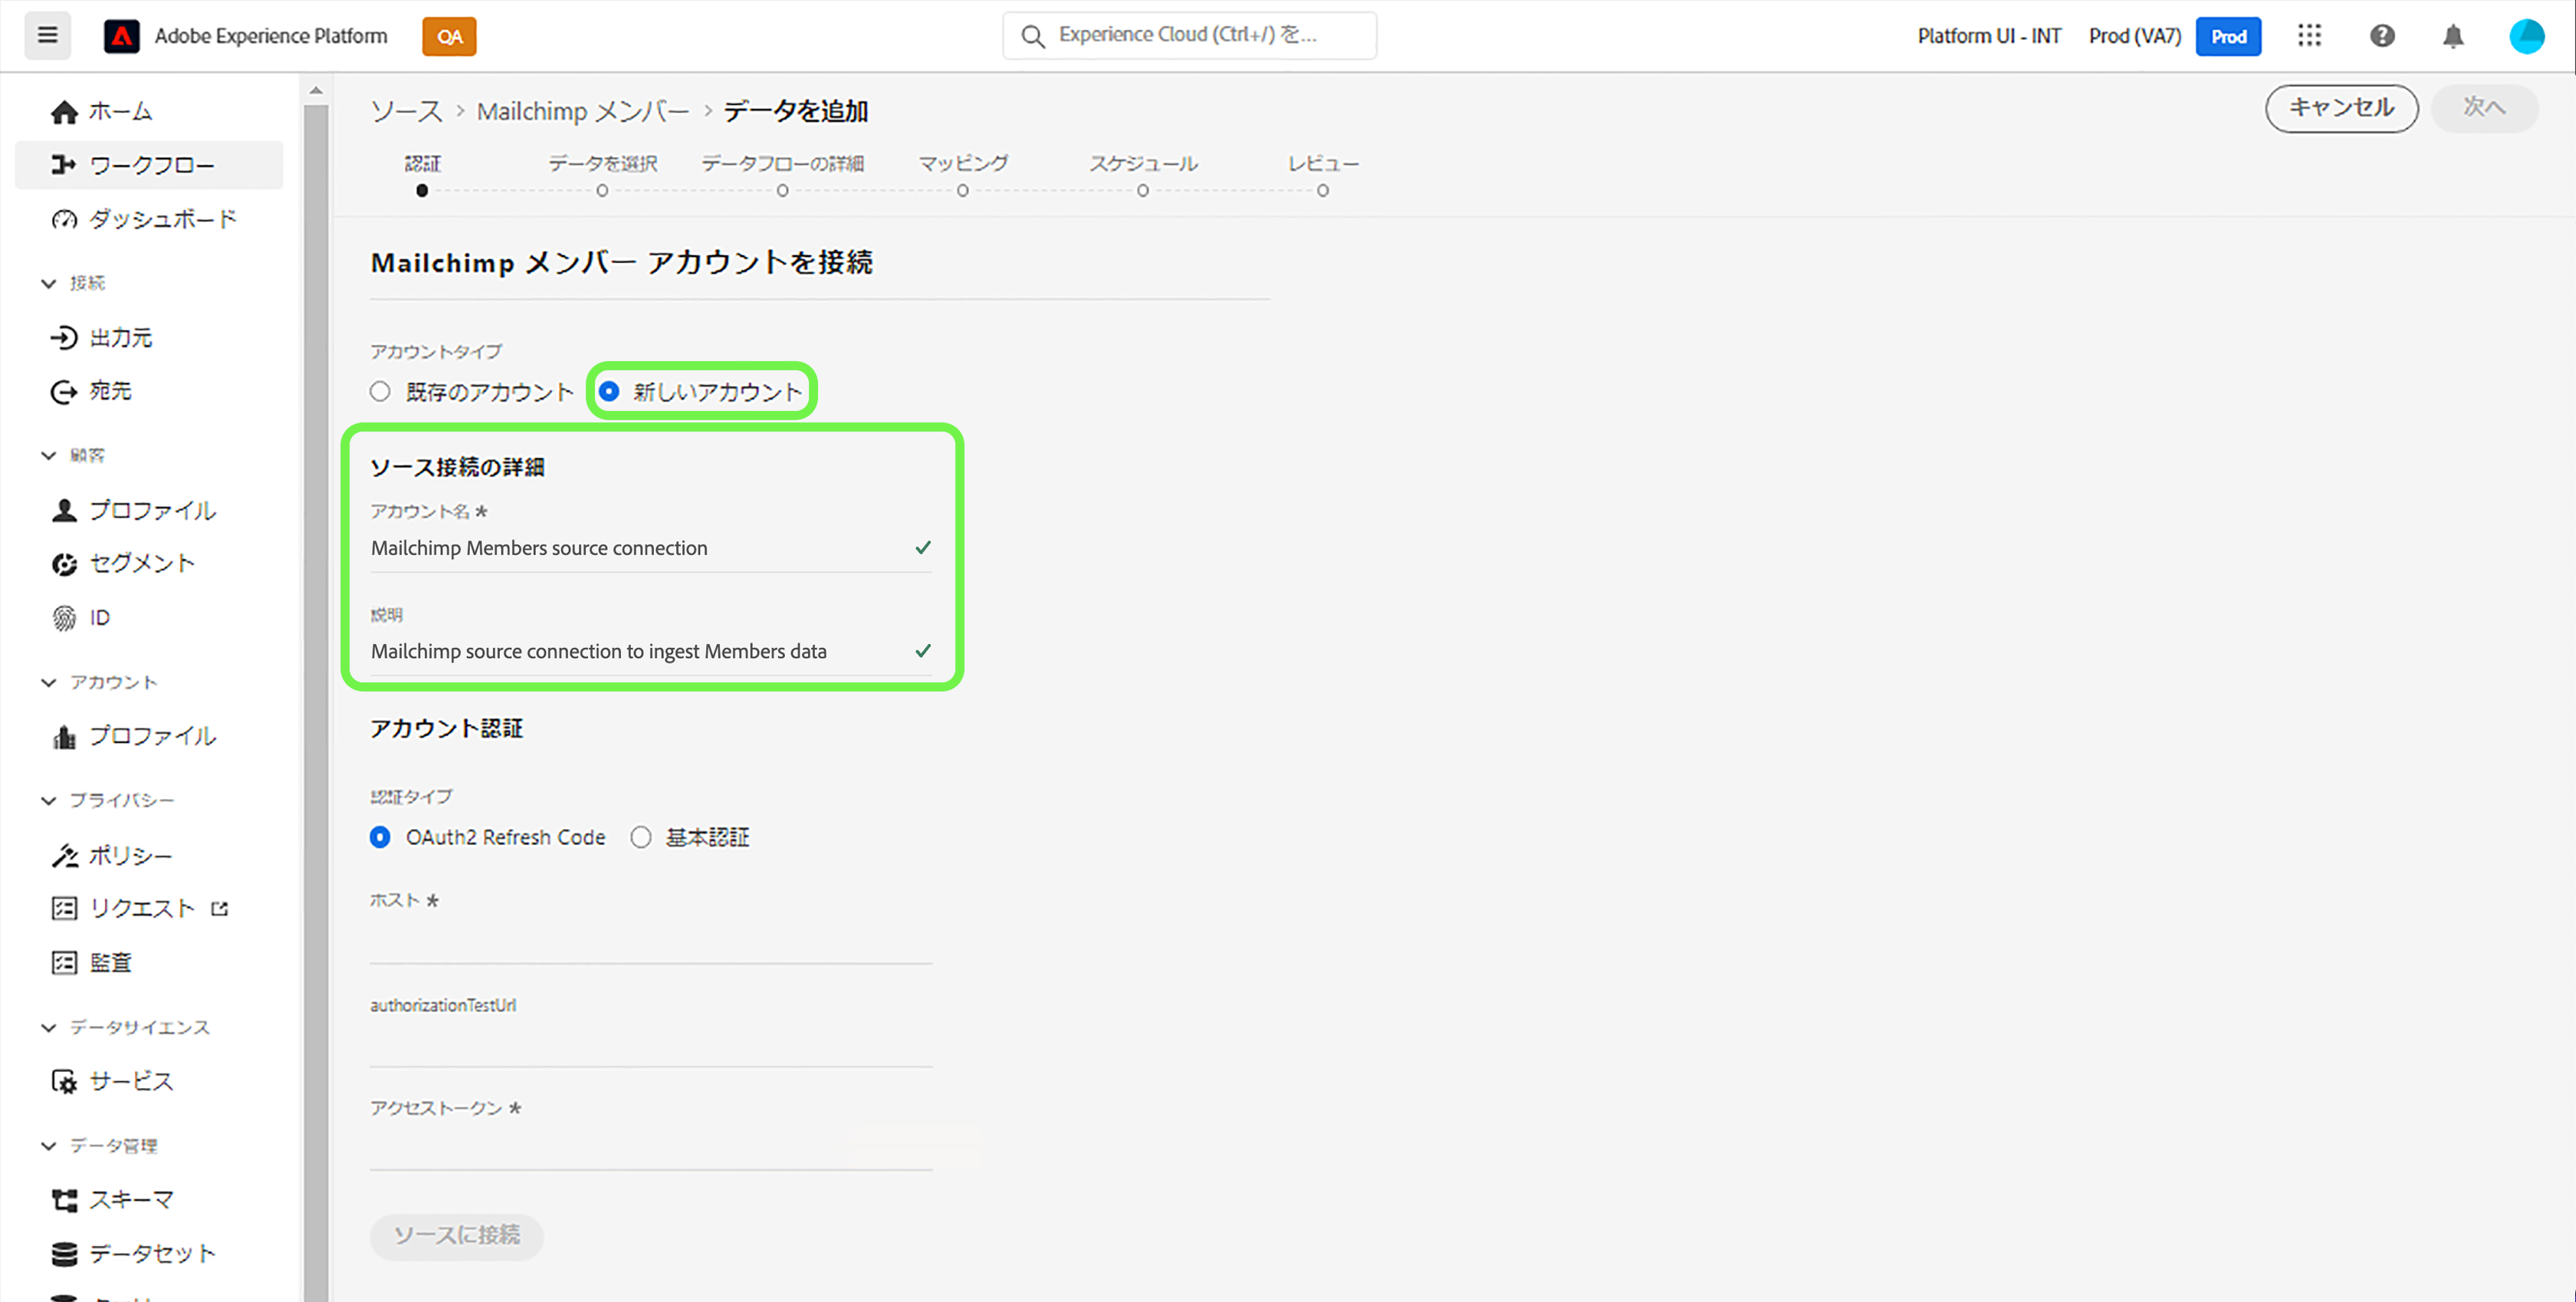 Adobe Experience Platform
QA
Experience Cloud (Ctrl+/) を...
Platform UI - INT
Prod (VA7)
Prod
ホーム
ワークフロー
ダッシュボード
接続
出力元
宛先
顧客
プロファイル
セグメント
ID
アカウント
プロファイル
プライバシー
ポリシー
リクエスト
監査
データサイエンス
サービス
データ管理
スキーマ
データセット
ソース > Mailchimp メンバー > データを追加
キャンセル
次へ
認証
データを選択
データフローの詳細
マッピング
スケジュール
レビュー
Mailchimp メンバー アカウントを接続
アカウントタイプ
既存のアカウント
新しいアカウント
ソース接続の詳細
アカウント名 *
Mailchimp Members source connection
説明
Mailchimp source connection to ingest Members data
アカウント認証
認証タイプ
OAuth2 Refresh Code
基本認証
ホスト *
authorizationTestUrl
アクセストークン *
ソースに接続